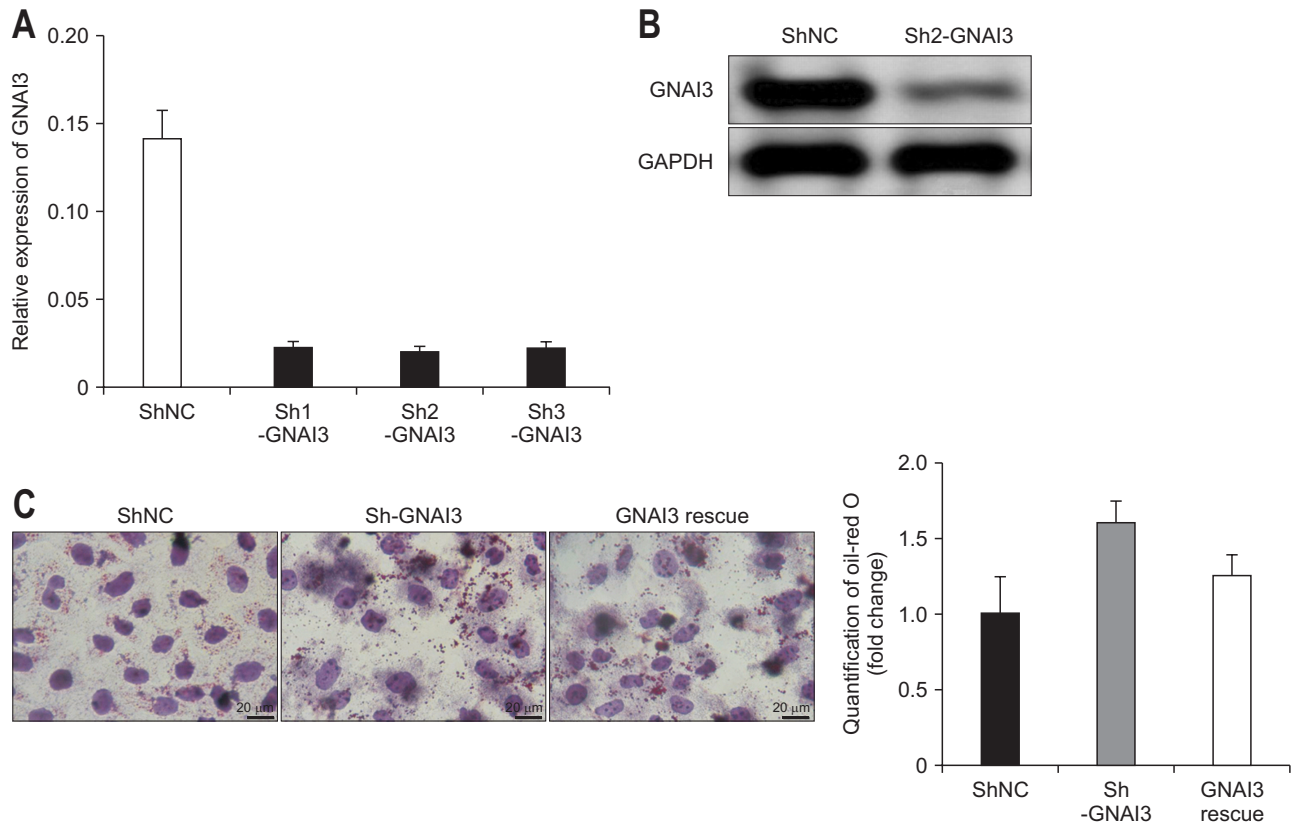 A
Relative expression of GNAI3
0.20
0.15
0.10
0.05
0
ShNC
Sh1
-GNAI3
Sh2
-GNAI3
Sh3
-GNAI3
B
ShNC Sh2-GNAI3
GNAI3
GAPDH
C
ShNC
Sh-GNAI3
GNAI3 rescue
20 μm
20 μm
20 μm
Quantification of oil-red O
(fold change)
2.0
1.5
1.0
0.5
0
ShNC
Sh
-GNAI3
GNAI3
rescue